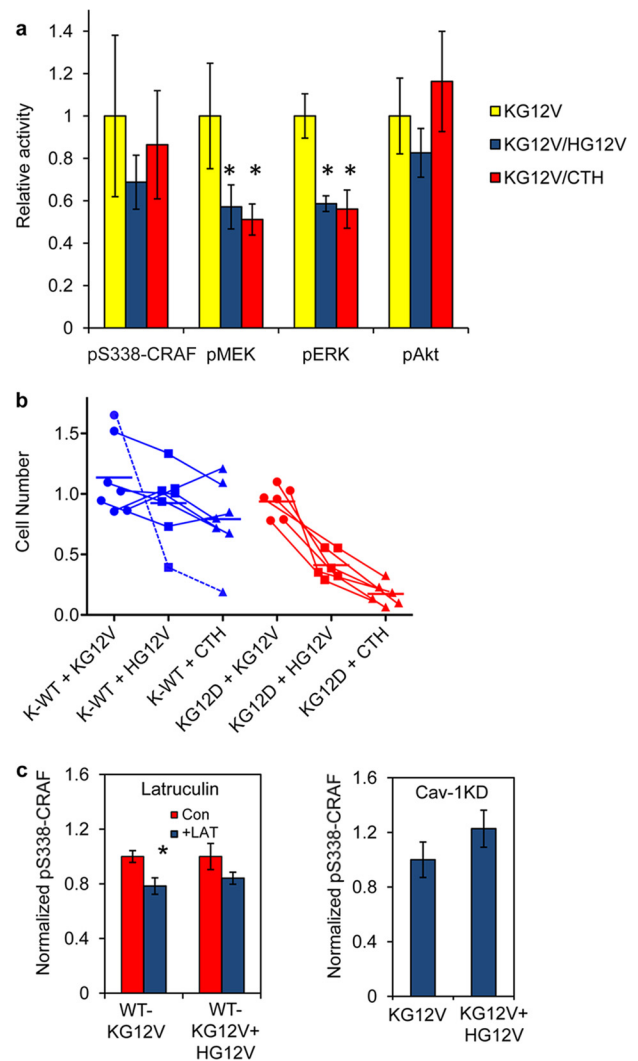 a
1.4
1.2
1
0.8
0.6
0.4
0.2
0
Relative activity
* *
* *
pS338-CRAF pMEK pERK pAkt
KG12V
KG12V/HG12V
KG12V/CTH
b
1.5
1.0
0.5
0.0
Cell Number
K-WT + KG12V
K-WT + HG12V
K-WT + CTH
KG12D + KG12V
KG12D + HG12V
KG12D + CTH
c
Normalized pS338-CRAF
1.6
1.2
0.8
0.4
0
Latruculin
Con
+LAT
*
WT-
KG12V
WT-
KG12V+
HG12V
Normalized pS338-CRAF
1.6
1.2
0.8
0.4
0
Cav-1KD
KG12V
KG12V+
HG12V